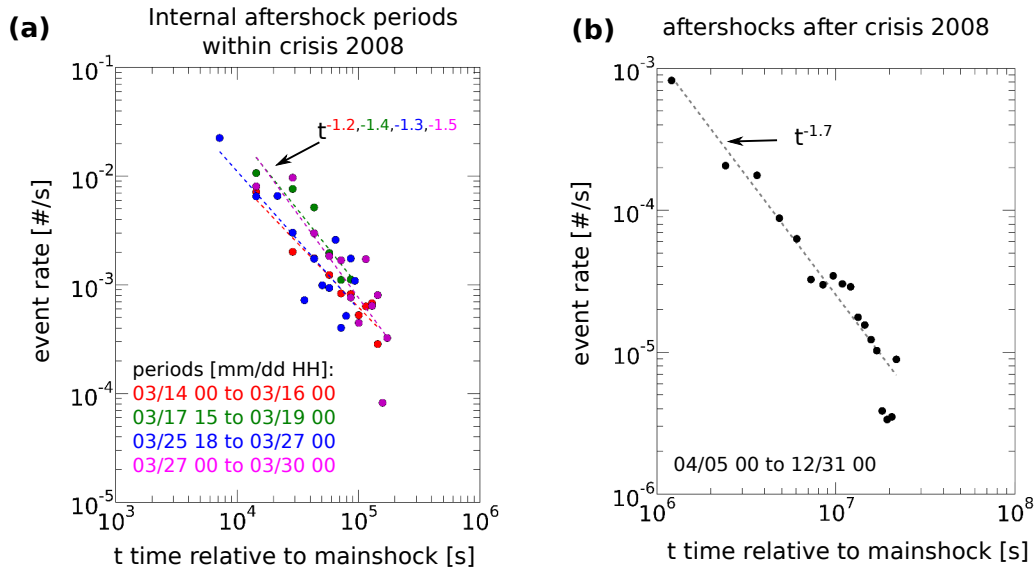 (a)
Internal aftershock periods
within crisis 2008
event rate [#/s]
10^-1
10^-2
10^-3
10^-4
10^-5
t^-1.2,-1.4,-1.3,-1.5
periods [mm/dd HH]:
03/14 00 to 03/16 00
03/17 15 to 03/19 00
03/25 18 to 03/27 00
03/27 00 to 03/30 00
10^3 10^4 10^5 10^6
t time relative to mainshock [s]
(b)
aftershocks after crisis 2008
event rate [#/s]
10^-3
10^-4
10^-5
10^-6
t^-1.7
04/05 00 to 12/31 00
10^6 10^7 10^8
t time relative to mainshock [s]